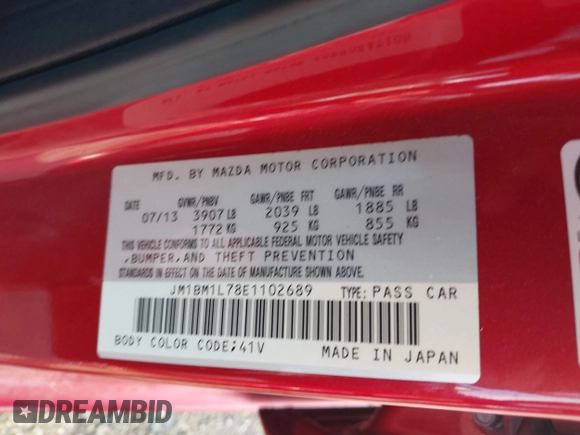 MFD. BY MAZDA MOTOR CORPORATION
DATE GVWR/PNBV GAWR/PNBE FRT GAWR/PNBE RR
07/13 3907 LB 2039 LB 1885 LB
1772 KG 925 KG 855 KG
THIS VEHICLE CONFORMS TO ALL APPLICABLE FEDERAL MOTOR VEHICLE SAFETY
,BUMPER,AND THEFT PREVENTION
STANDARDS IN EFFECT ON THE DATE OF MANUFACTURE SHOWN ABOVE.
JM1BM1L78E1102689 TYPE: PASS CAR
BODY COLOR CODE;41V MADE IN JAPAN
DREAMBID